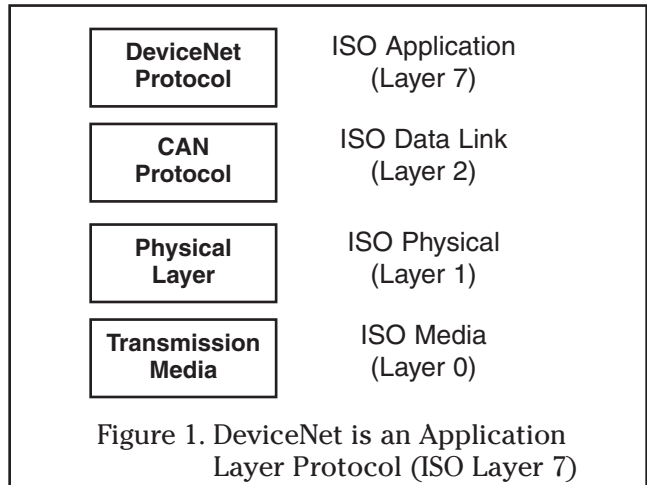 DeviceNet
Protocol
ISO Application
(Layer 7)
CAN
Protocol
ISO Data Link
(Layer 2)
Physical
Layer
ISO Physical
(Layer 1)
Transmission
Media
ISO Media
(Layer 0)
Figure 1. DeviceNet is an Application
Layer Protocol (ISO Layer 7)